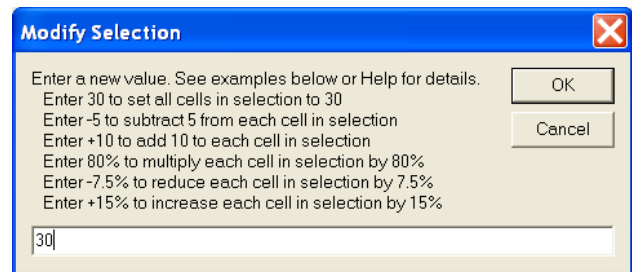 Modify Selection
Enter a new value. See examples below or Help for details.
Enter 30 to set all cells in selection to 30
Enter -5 to subtract 5 from each cell in selection
Enter +10 to add 10 to each cell in selection
Enter 80% to multiply each cell in selection by 80%
Enter -7.5% to reduce each cell in selection by 7.5%
Enter +15% to increase each cell in selection by 15%
OK
Cancel
30